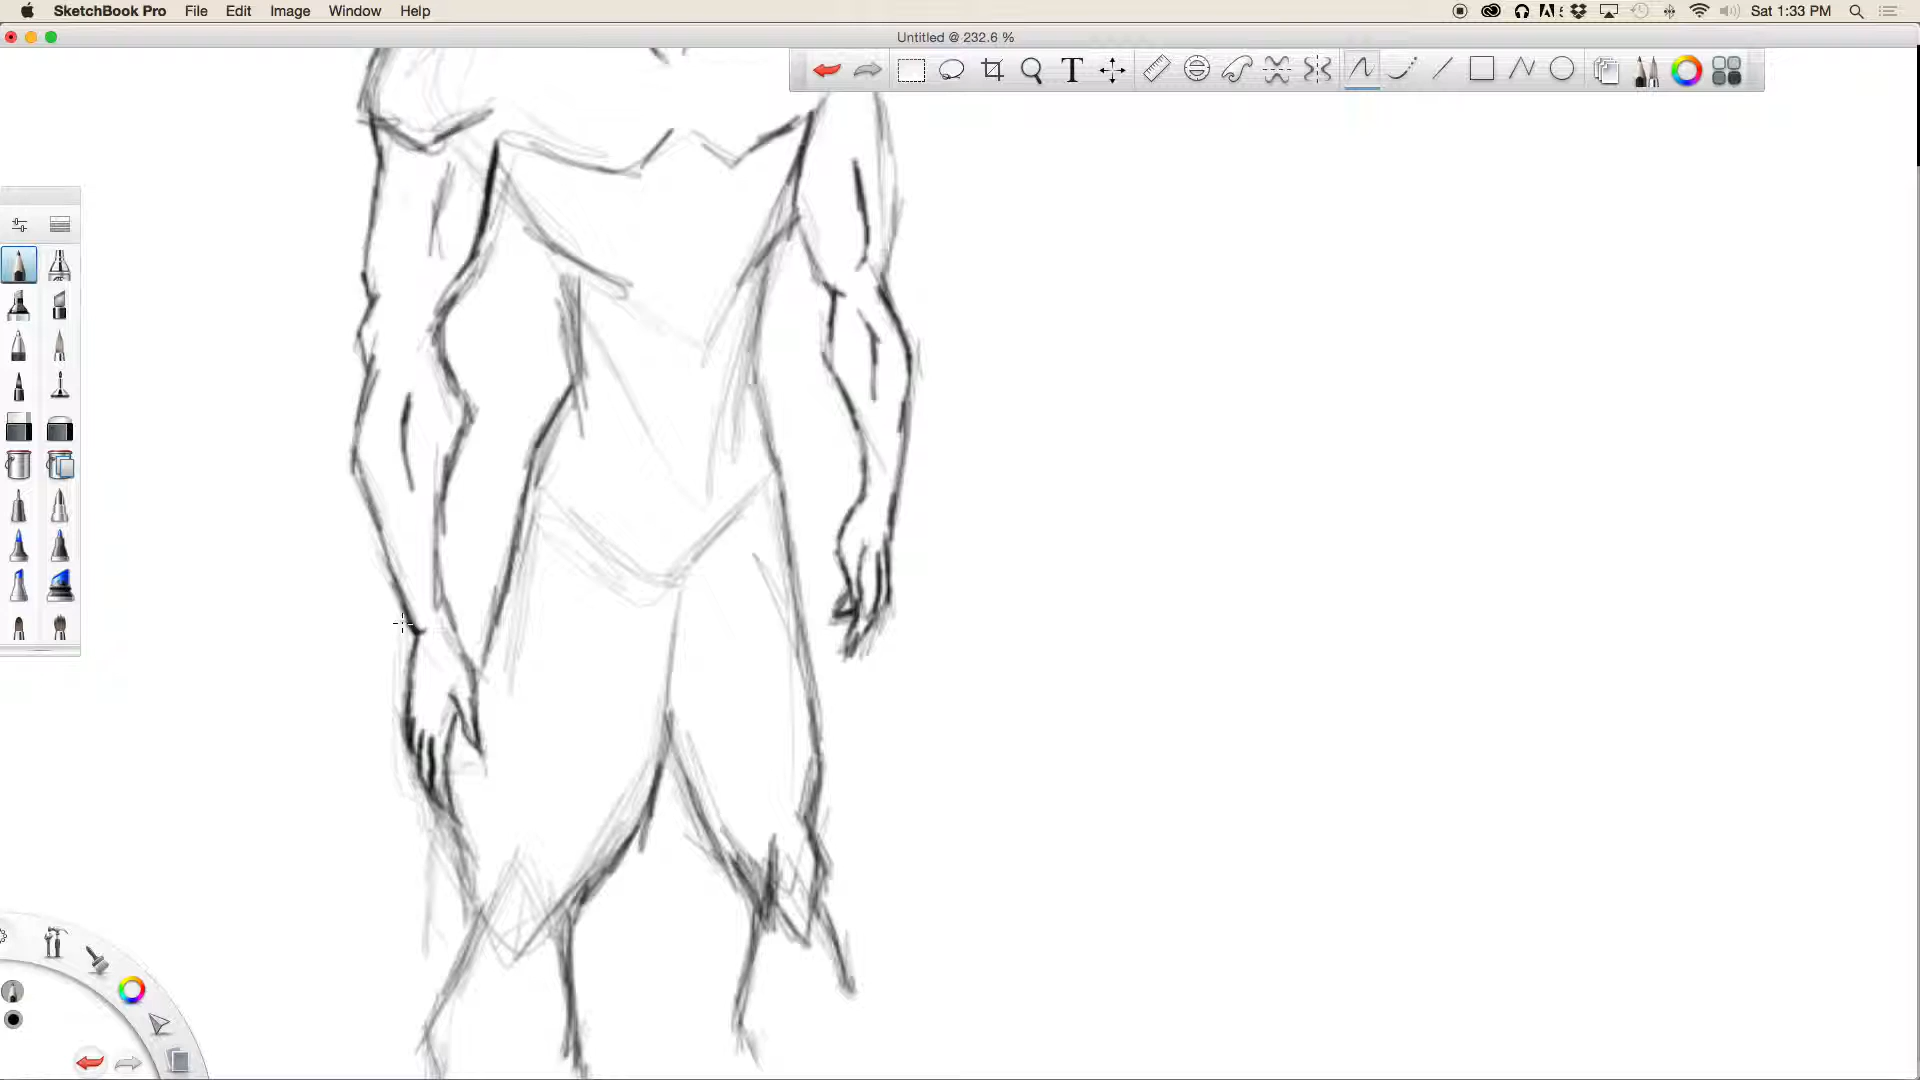 SketchBook Pro File Edit Image Window Help
Sat 1:33 PM
Untitled @ 232.6 %
T